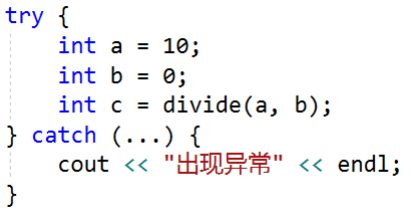 try {
    int a = 10;
    int b = 0;
    int c = divide(a, b);
} catch (...) {
    cout << "出现异常" << endl;
}